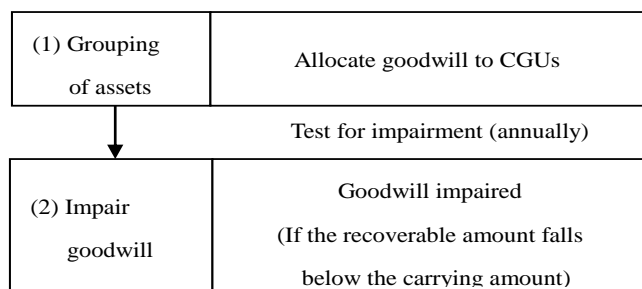 (1) Grouping
of assets
Allocate goodwill to CGUs
Test for impairment (annually)
(2) Impair
goodwill
Goodwill impaired
(If the recoverable amount falls
below the carrying amount)